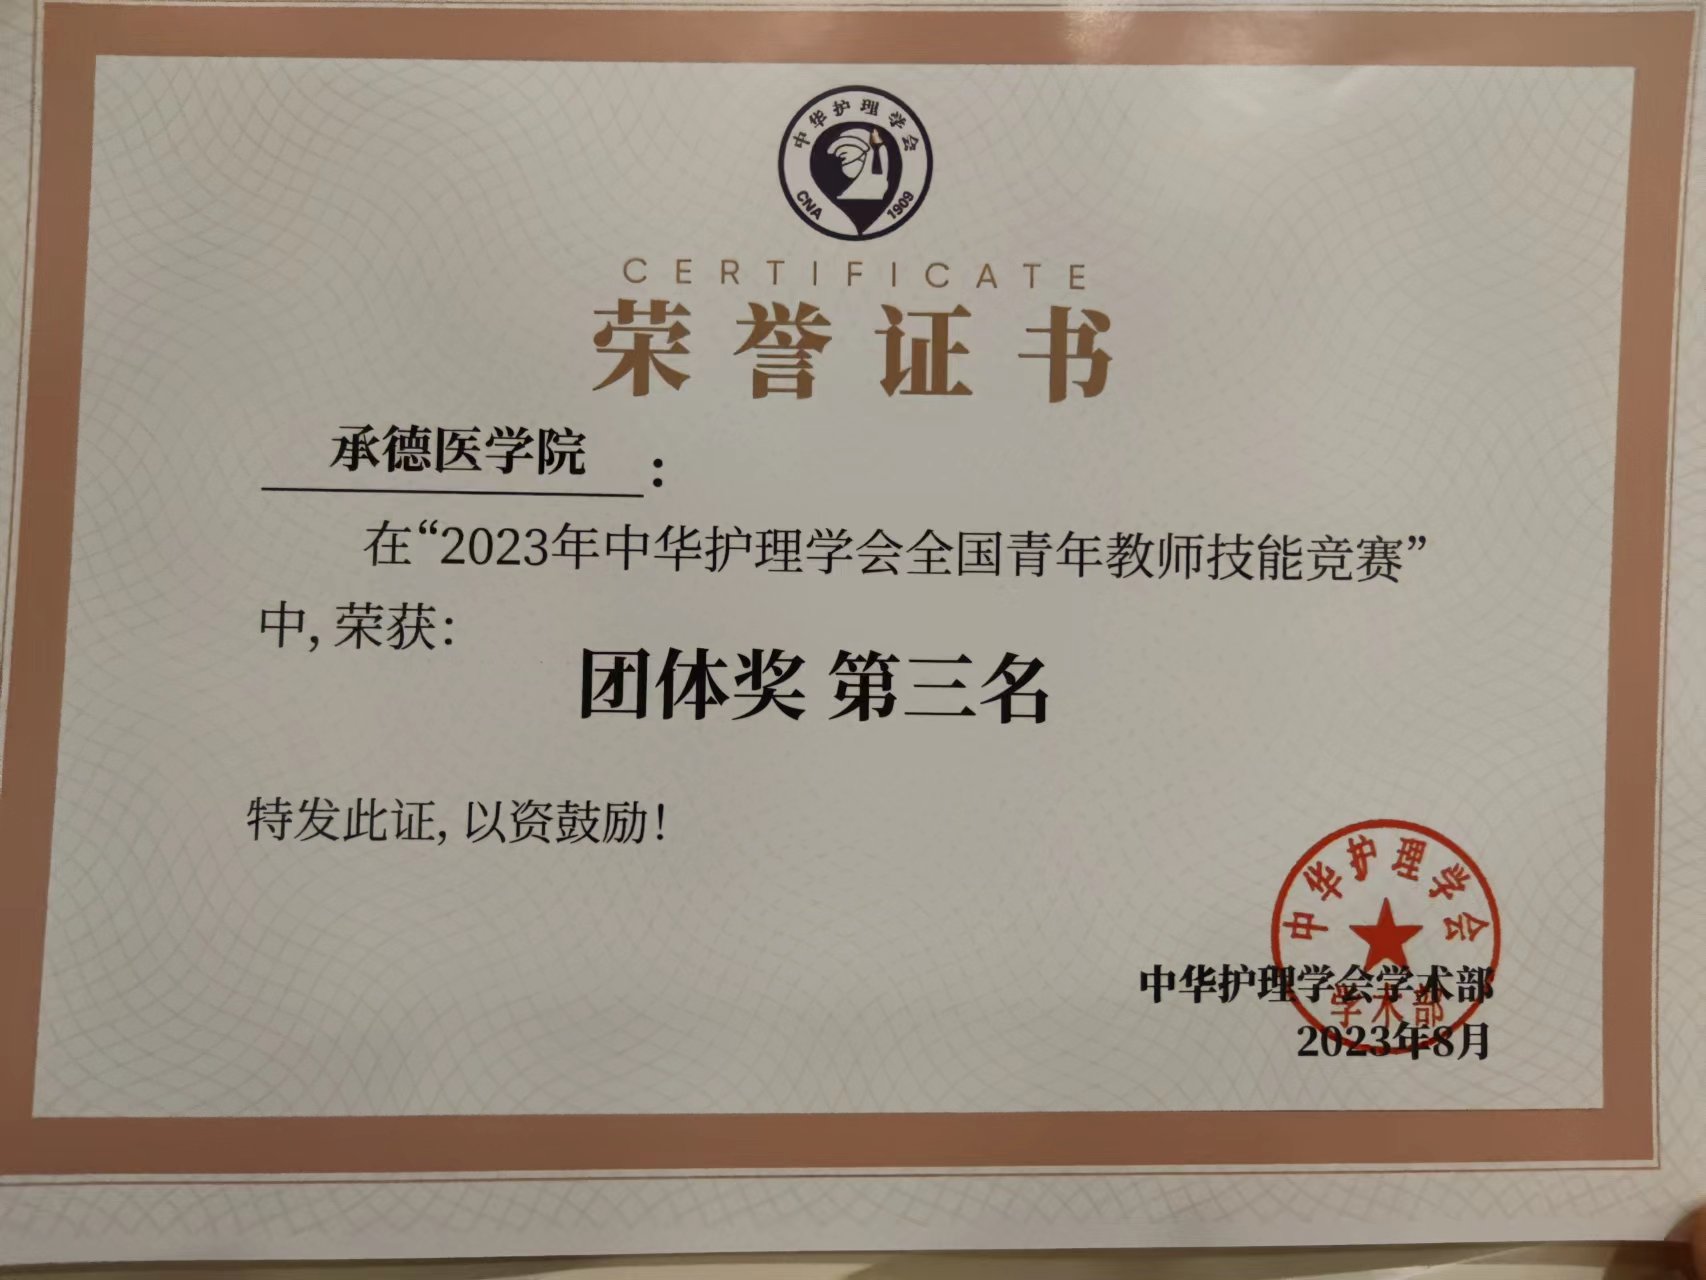 中华护理学会
CNA 1909
CERTIFICATE
荣誉证书
承德医学院：
在“2023年中华护理学会全国青年教师技能竞赛”
中, 荣获：
团体奖 第三名
特发此证, 以资鼓励！
中华护理学会
中华护理学会学术部
学术部
2023年8月